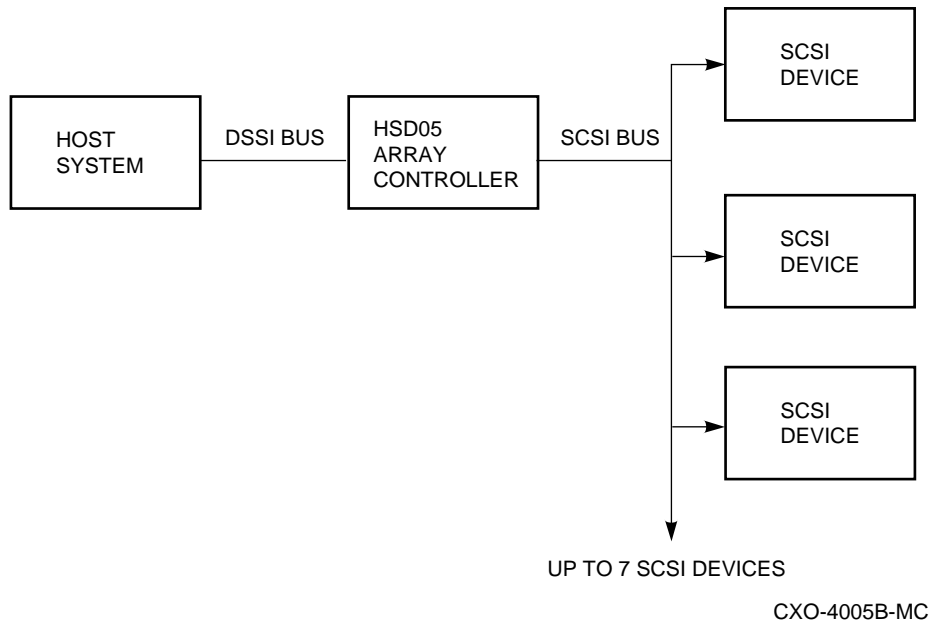 HOST
SYSTEM
DSSI BUS
HSD05
ARRAY
CONTROLLER
SCSI BUS
SCSI
DEVICE
SCSI
DEVICE
SCSI
DEVICE
UP TO 7 SCSI DEVICES
CXO-4005B-MC